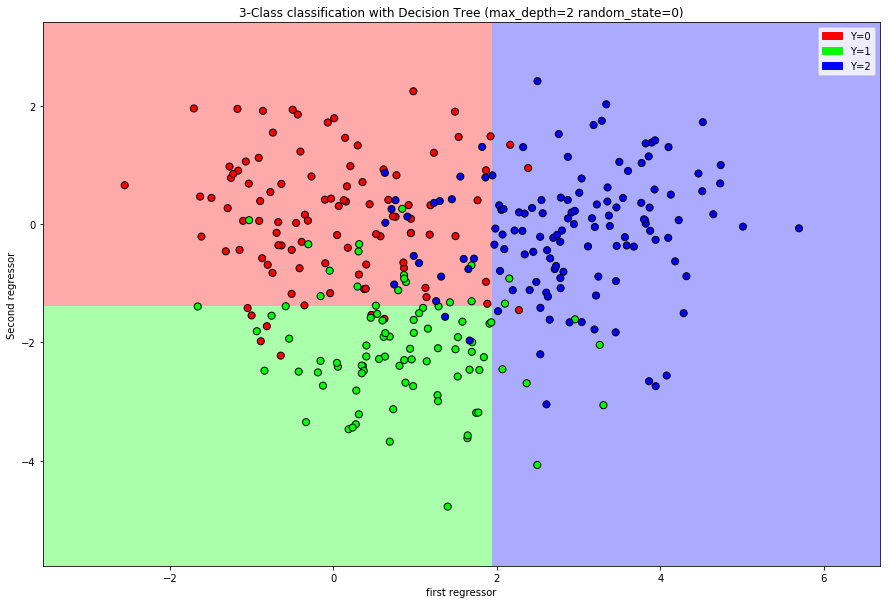 3-Class classification with Decision Tree (max_depth=2 random_state=0)
Y=0
Y=1
Y=2
Second regressor
2
0
−2
−4
−2
0
2
4
6
first regressor